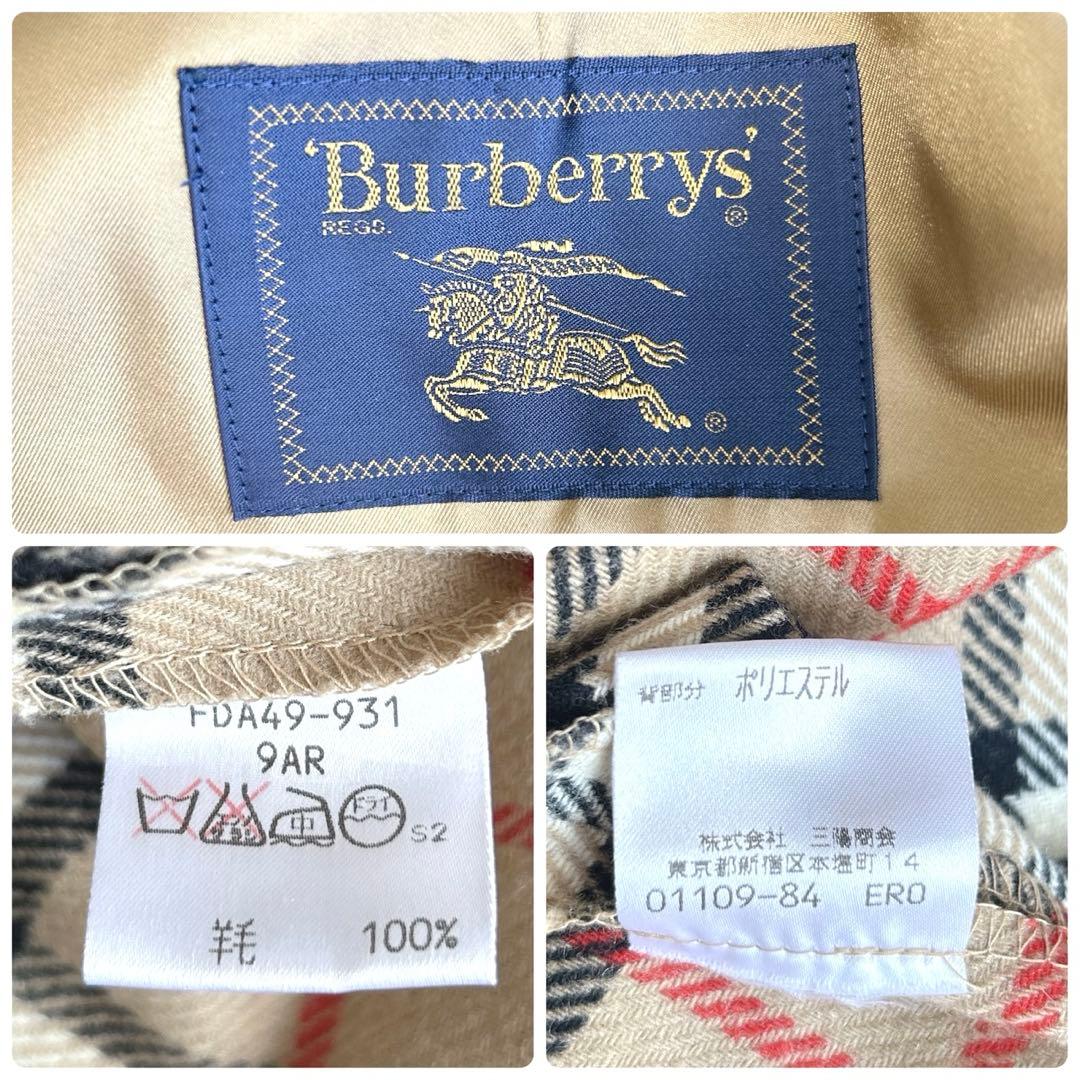 'Burberrys'
REGD.
®
®
FDA49-931
9AR
中
ドライ
S2
羊毛 100%
背部分 ポリエステル
株式会社 三陽商会
東京都新宿区本塩町14
01109-84 ER0